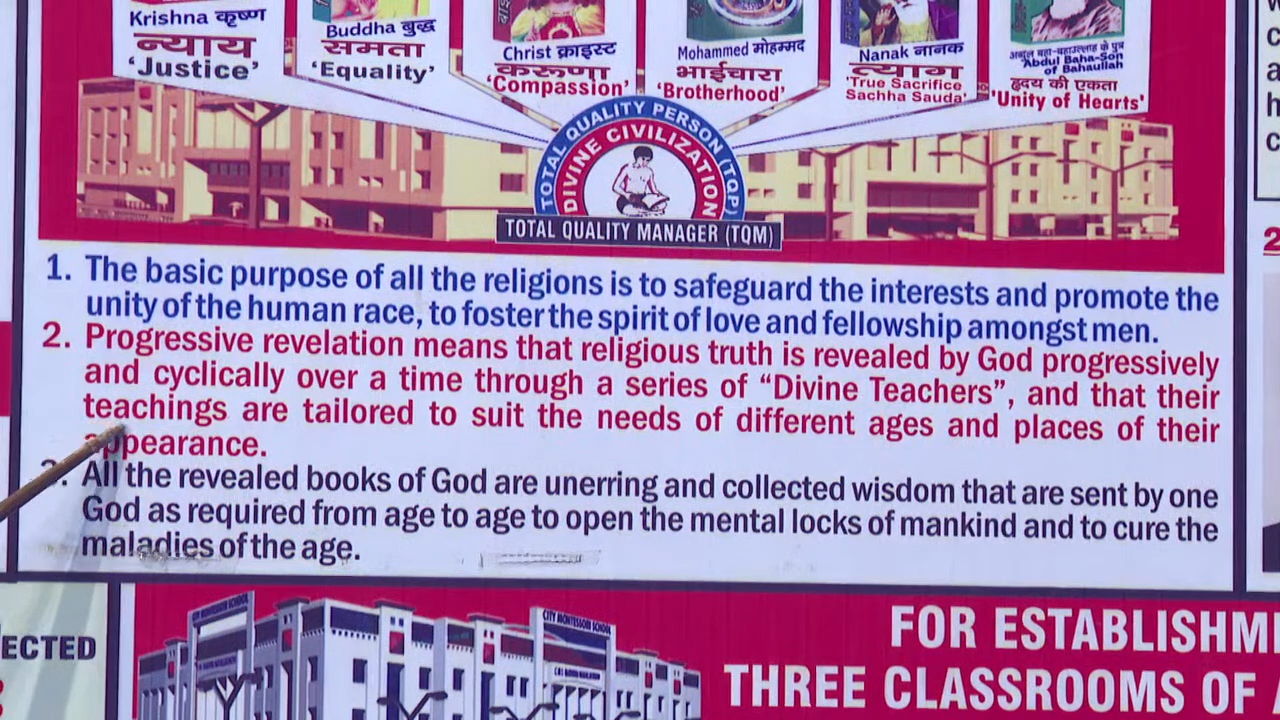 Krishna कृष्ण
न्याय
'Justice'
Buddha बुद्ध
समता
'Equality'
Christ क्राइस्ट
करूणा
'Compassion'
Mohammed मोहम्मद
भाईचारा
'Brotherhood'
Nanak नानक
त्याग
'True Sacrifice
Sachha Sauda'
अब्दुल बहा-बहाउल्लाह के पुत्र
'Abdul Baha-Son
of Bahaullah
हृदय की एकता
'Unity of Hearts'
TOTAL QUALITY PERSON (TQP)
DIVINE CIVILIZATION
TOTAL QUALITY MANAGER (TQM)
1. The basic purpose of all the religions is to safeguard the interests and promote the
unity of the human race, to foster the spirit of love and fellowship amongst men.
2. Progressive revelation means that religious truth is revealed by God progressively
and cyclically over a time through a series of “Divine Teachers”, and that their
teachings are tailored to suit the needs of different ages and places of their
appearance.
3. All the revealed books of God are unerring and collected wisdom that are sent by one
God as required from age to age to open the mental locks of mankind and to cure the
maladies of the age.
ECTED
CITY MONTESSORI SCHOOL
CITY MONTESSORI SCHOOL
FOR ESTABLISHM
THREE CLASSROOMS OF